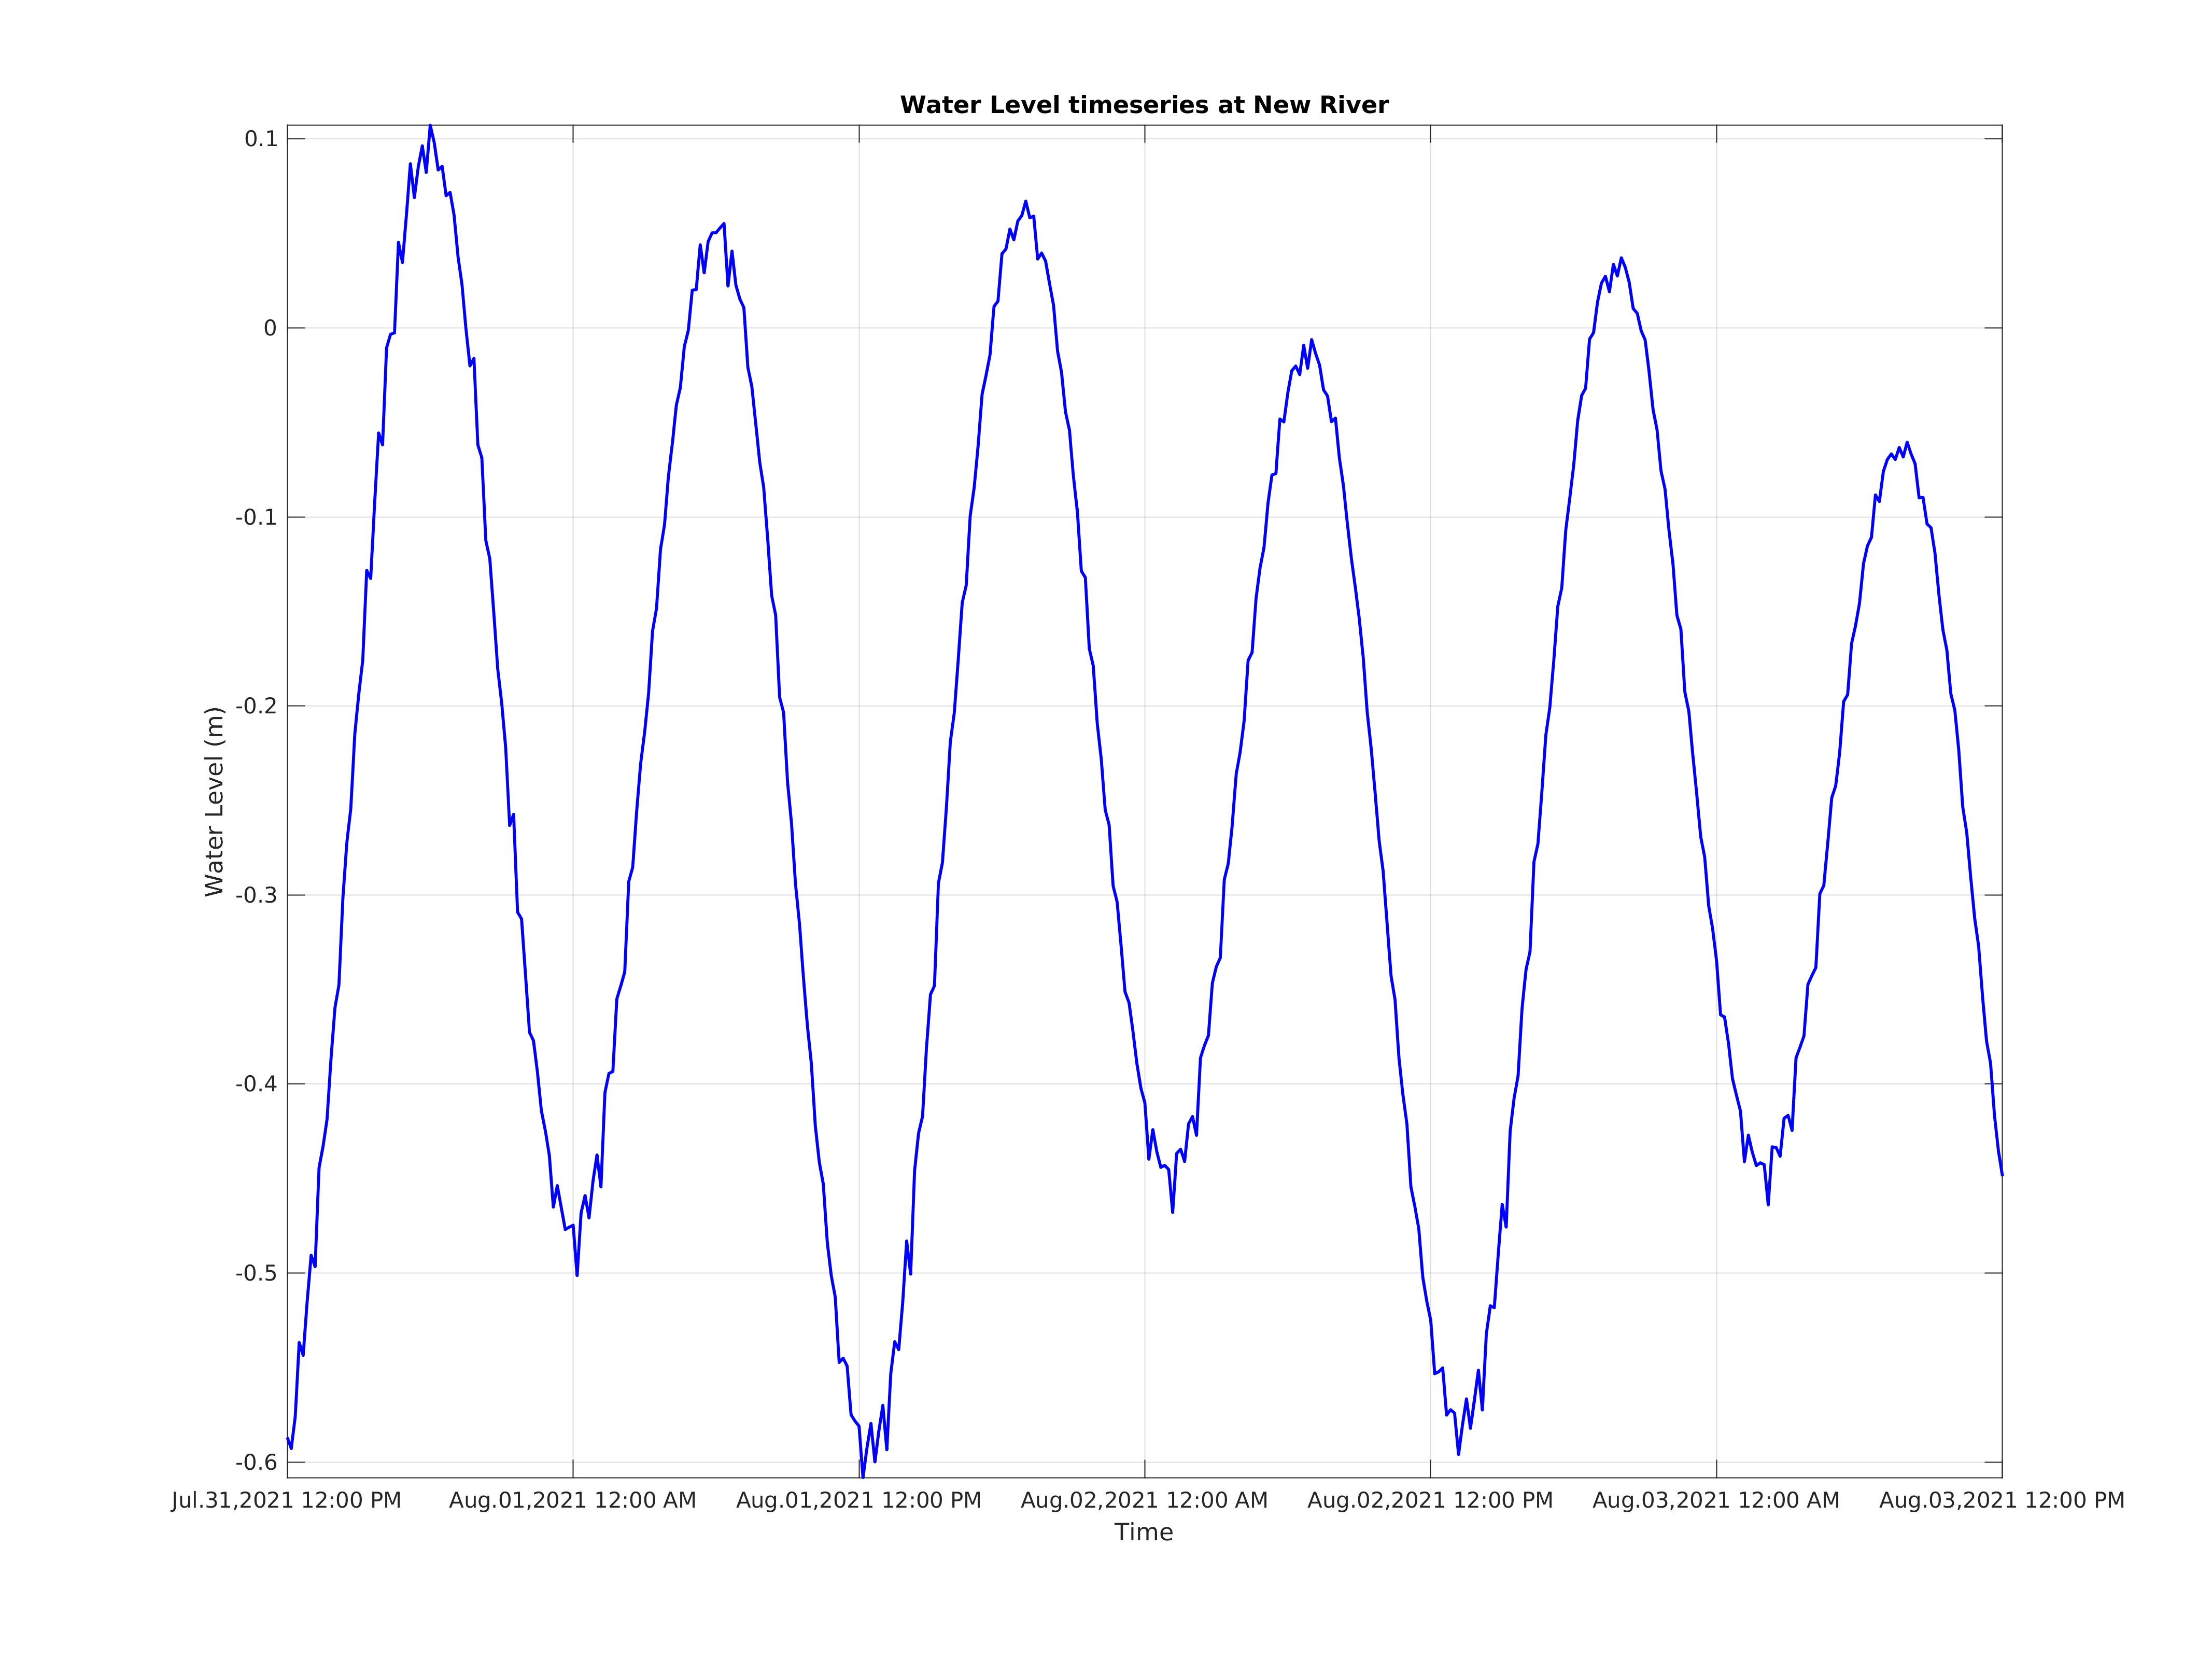 Water Level timeseries at New River
0.1
0
-0.1
-0.2
-0.3
-0.4
-0.5
-0.6
Water Level (m)
Jul.31,2021 12:00 PM
Aug.01,2021 12:00 AM
Aug.01,2021 12:00 PM
Aug.02,2021 12:00 AM
Aug.02,2021 12:00 PM
Aug.03,2021 12:00 AM
Aug.03,2021 12:00 PM
Time